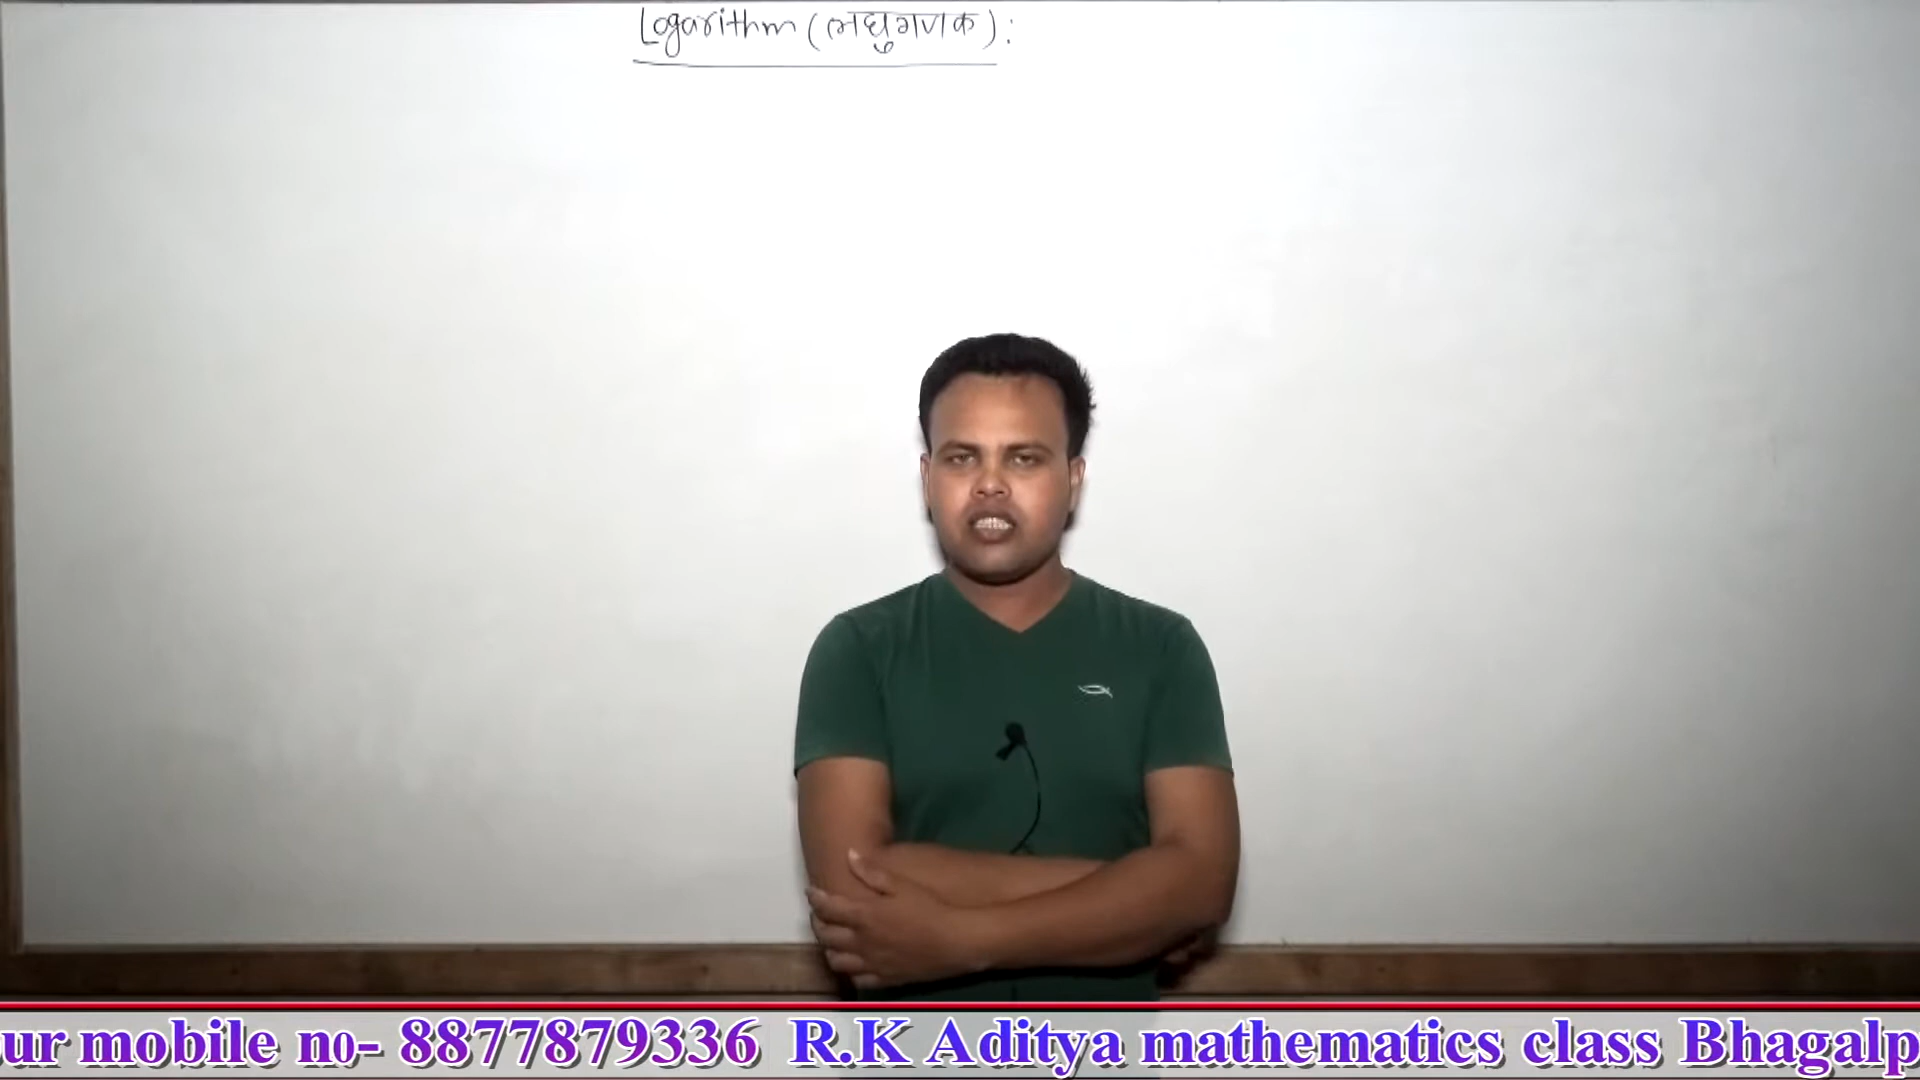 Logarithm (लघुगणक):
ur mobile no- 8877879336 R.K Aditya mathematics class Bhagalp